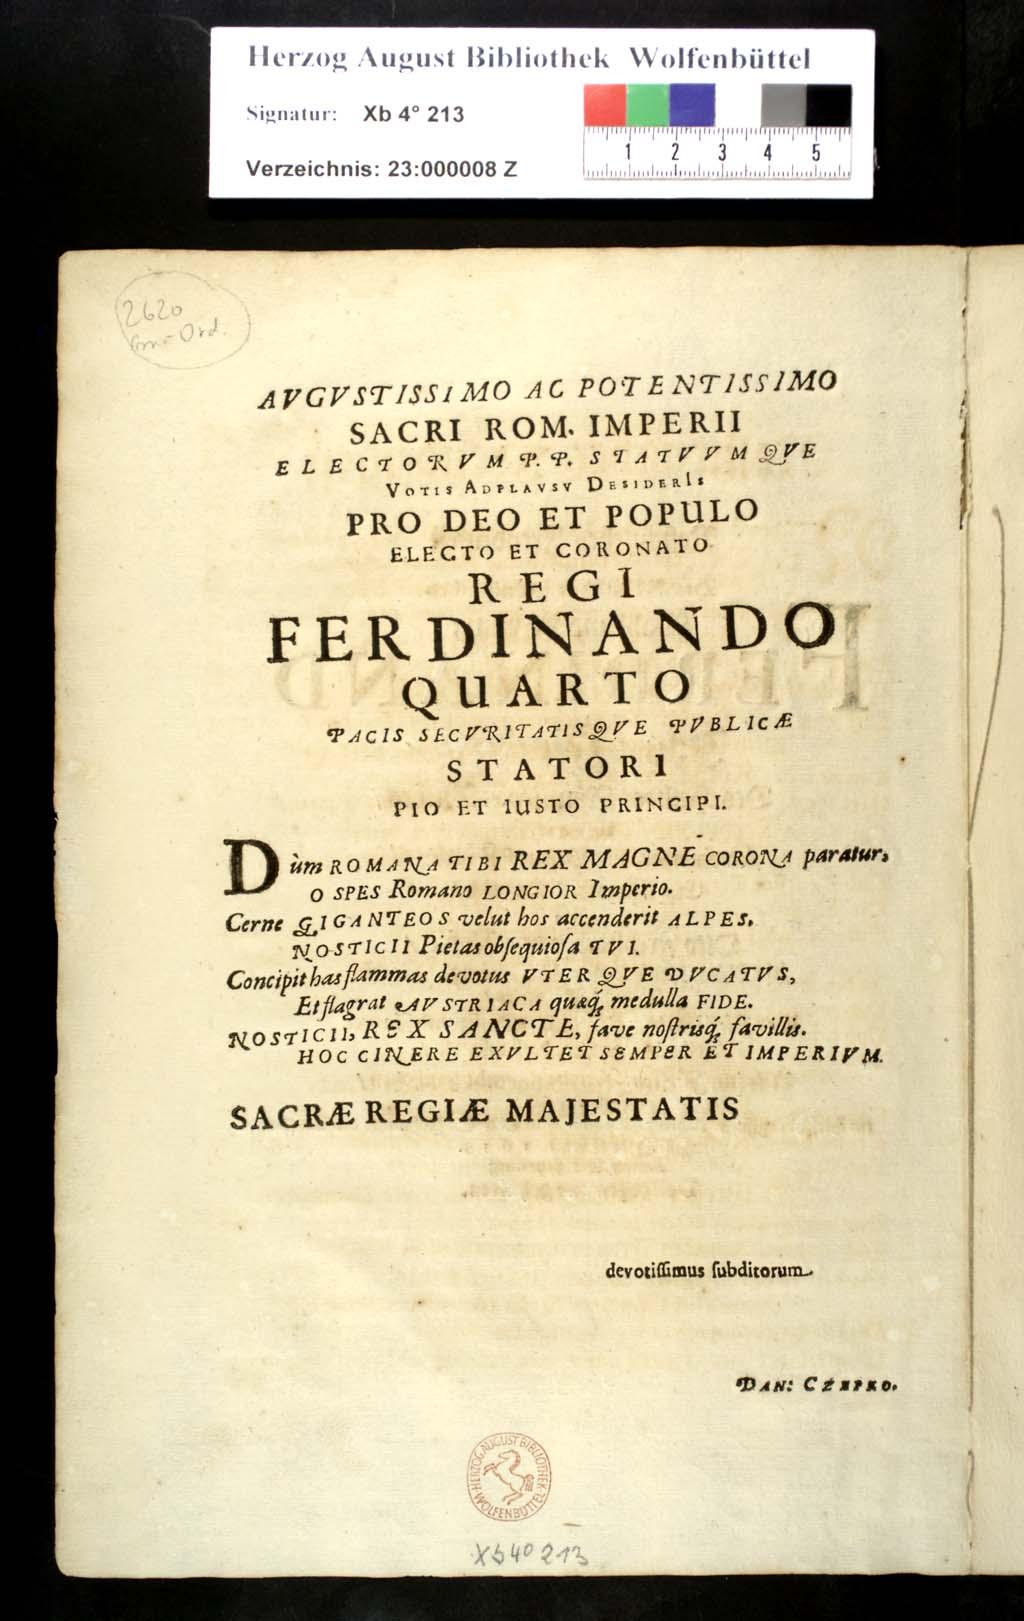 Herzog August Bibliothek Wolfenbüttel
Signatur: Xb 4° 213
Verzeichnis: 23:000008 Z
1 2 3 4 5
2620
Ord.
AVGVSTISSIMO AC POTENTISSIMO
SACRI ROM. IMPERII
ELECTORVM P. P. STATVVMQVE
VOTIS ADPLAVSV DESIDERIS
PRO DEO ET POPULO
ELECTO ET CORONATO
REGI
FERDINANDO
QUARTO
PACIS SECVRITATISQVE PVBLICÆ
STATORI
PIO ET IUSTO PRINCIPI.
Dùm ROMANA TIBI REX MAGNE CORONA paratur,
O SPES Romano LONGIOR Imperio.
Cerne GIGANTEOS velut hos accenderit ALPES,
NOSTICII Pietas obſequioſa TVI.
Concipit has flammas devotus VTERQVE DVCATVS,
Et flagrat AVSTRIACA quæq́; medulla FIDE.
NOSTICII, REX SANCTE, fave noſtrisq́; favillis.
HOC CINERE EXVLTET SEMPER ET IMPERIVM.
SACRÆ REGIÆ MAJESTATIS
devotiſſimus ſubditorum
DAN: CZEPKO.
HERZOG AUGUST BIBLIOTHEK WOLFENBÜTTEL
Xb 4° 213